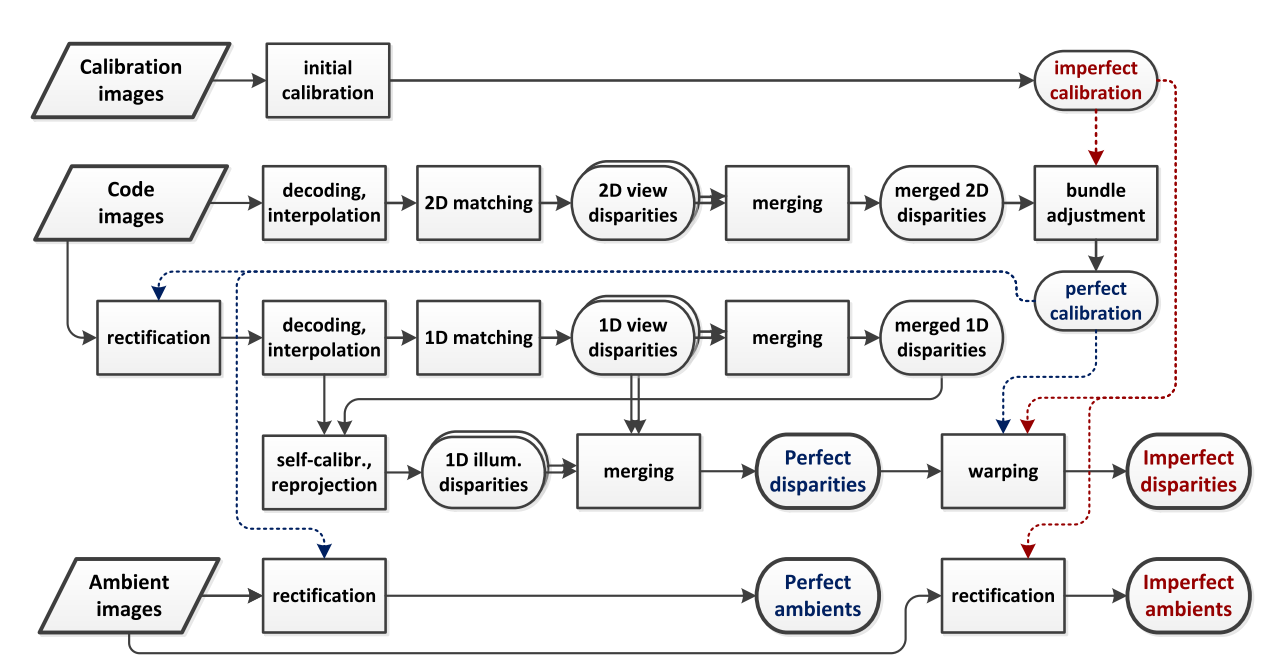 Calibration
images
initial
calibration
imperfect
calibration
Code
images
decoding,
interpolation
2D matching
2D view
disparities
merging
merged 2D
disparities
bundle
adjustment
perfect
calibration
rectification
decoding,
interpolation
1D matching
1D view
disparities
merging
merged 1D
disparities
self-calibr.,
reprojection
1D illum.
disparities
merging
Perfect
disparities
warping
Imperfect
disparities
Ambient
images
rectification
Perfect
ambients
rectification
Imperfect
ambients